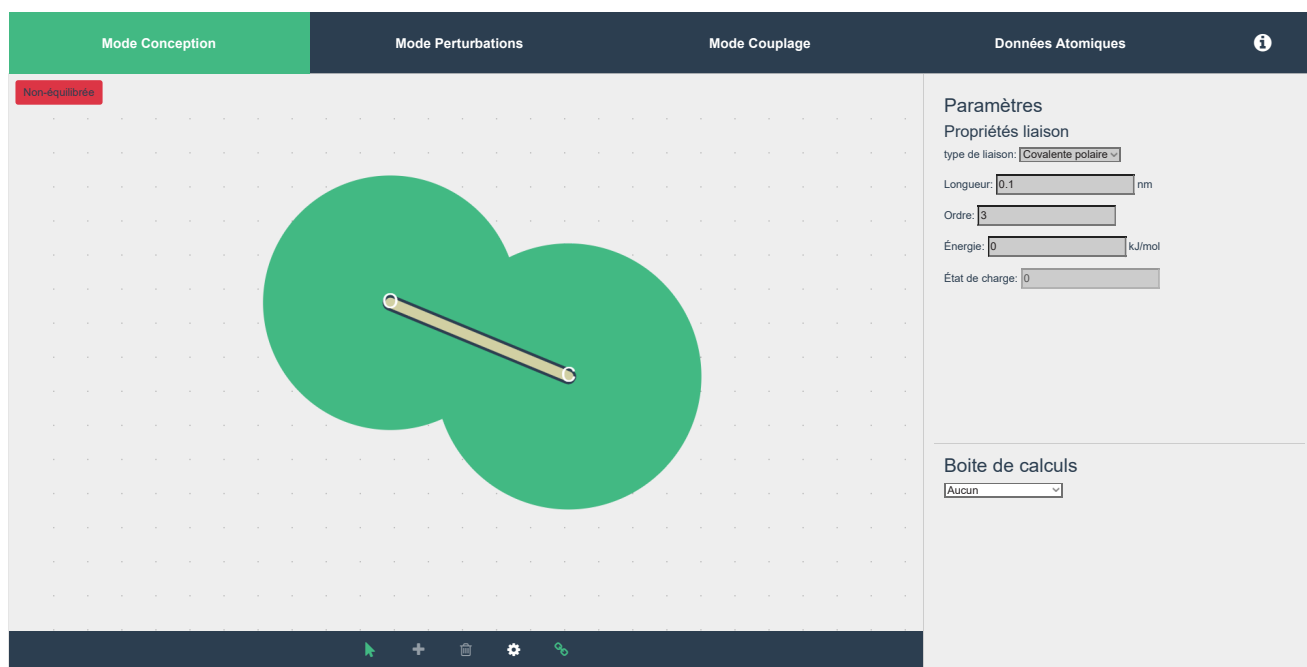 Mode Conception Mode Perturbations Mode Couplage Données Atomiques
Non-équilibrée
Paramètres
Propriétés liaison
type de liaison: Covalente polaire
Longueur: 0.1 nm
Ordre: 3
Énergie: 0 kJ/mol
État de charge: 0
O
C
Boite de calculs
Aucun